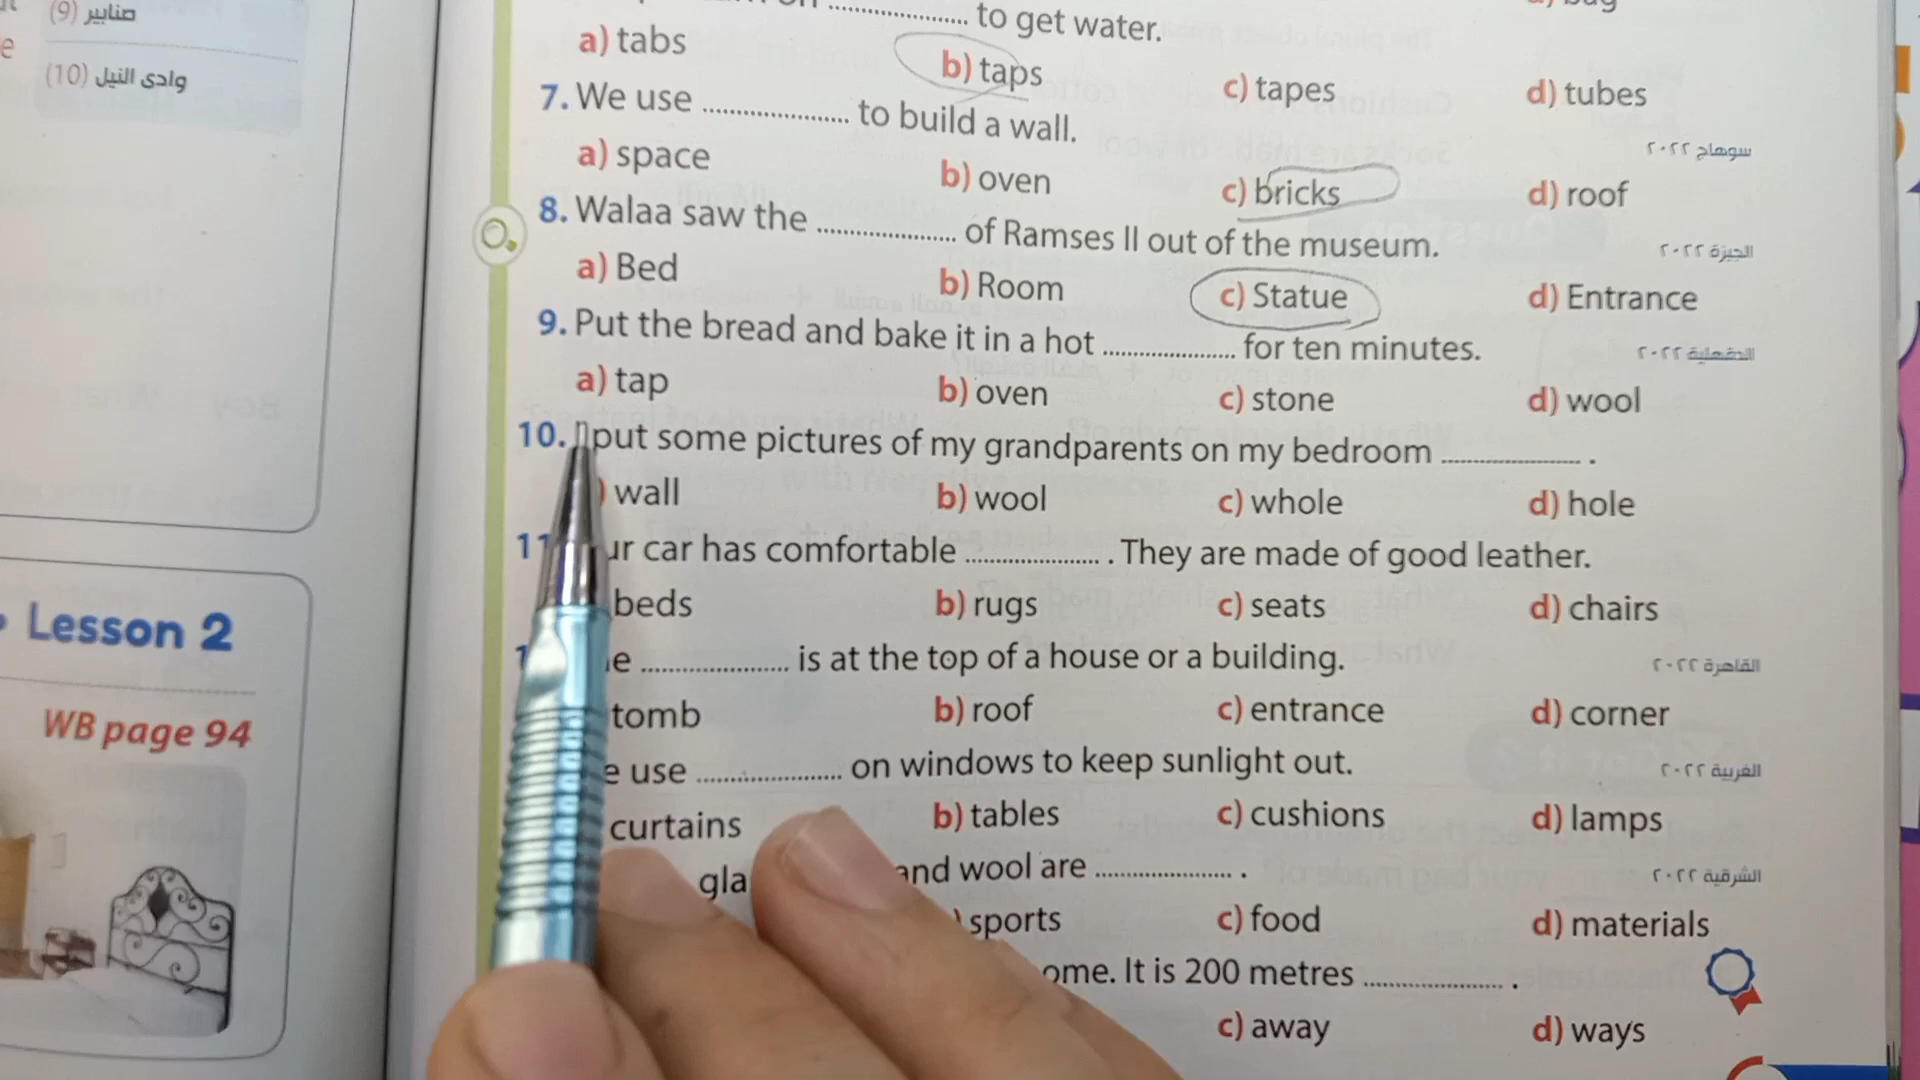 صنابير (9)
وادى النيل (10)
Lesson 2
WB page 94
to get water.
a) tabs b) taps c) tapes d) tubes
7. We use .................... to build a wall.
سوهاج ٢٠٢٢
a) space b) oven c) bricks d) roof
8. Walaa saw the .................... of Ramses II out of the museum.
الجيزة ٢٠٢٢
a) Bed b) Room c) Statue d) Entrance
9. Put the bread and bake it in a hot .................... for ten minutes.
الدقهلية ٢٠٢٢
a) tap b) oven c) stone d) wool
10. I put some pictures of my grandparents on my bedroom .................... .
) wall b) wool c) whole d) hole
11 ur car has comfortable .................... . They are made of good leather.
beds b) rugs c) seats d) chairs
1 e .................... is at the top of a house or a building.
القاهرة ٢٠٢٢
tomb b) roof c) entrance d) corner
e use .................... on windows to keep sunlight out.
الغربية ٢٠٢٢
curtains b) tables c) cushions d) lamps
gla and wool are .................... .
الشرقية ٢٠٢٢
) sports c) food d) materials
ome. It is 200 metres .................... .
c) away d) ways